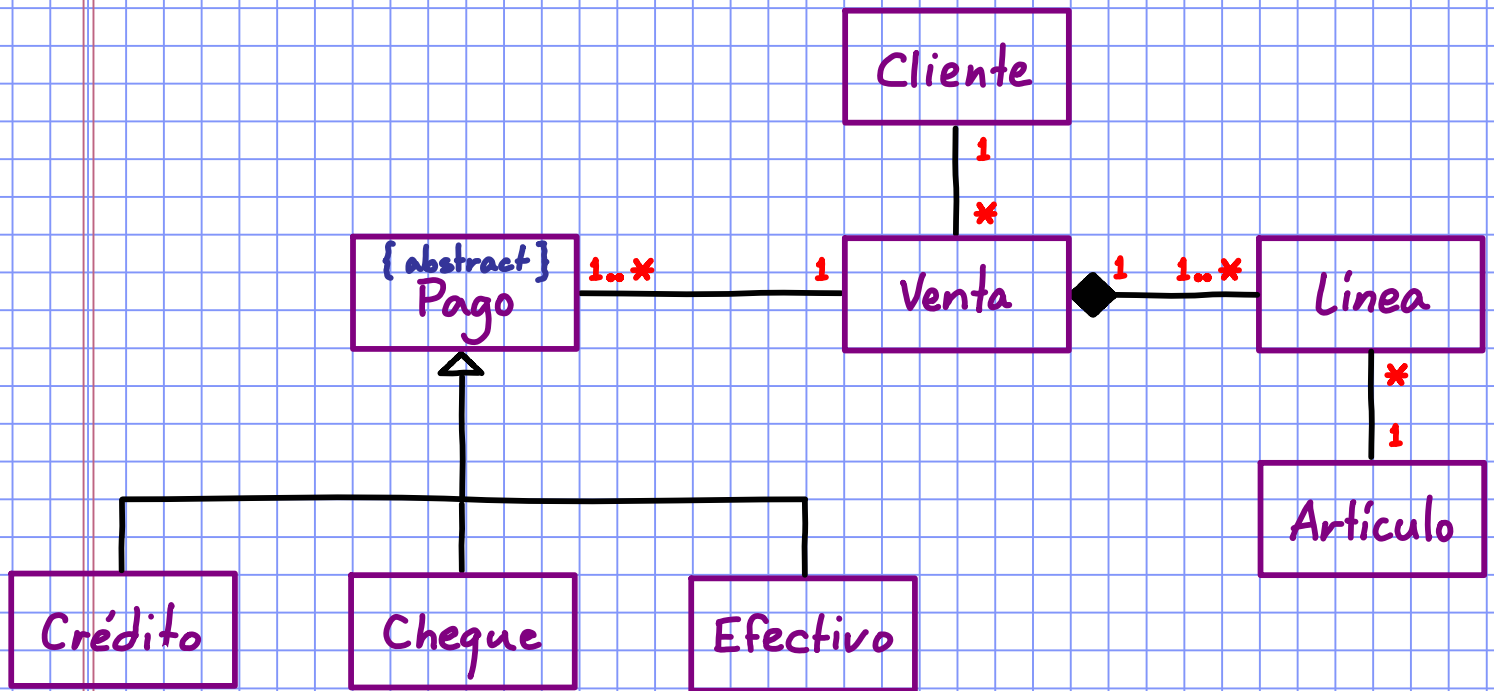 Cliente
1
*
{abstract}
Pago
1..*
1
Venta
1
1..*
Línea
*
1
Artículo
Crédito
Cheque
Efectivo